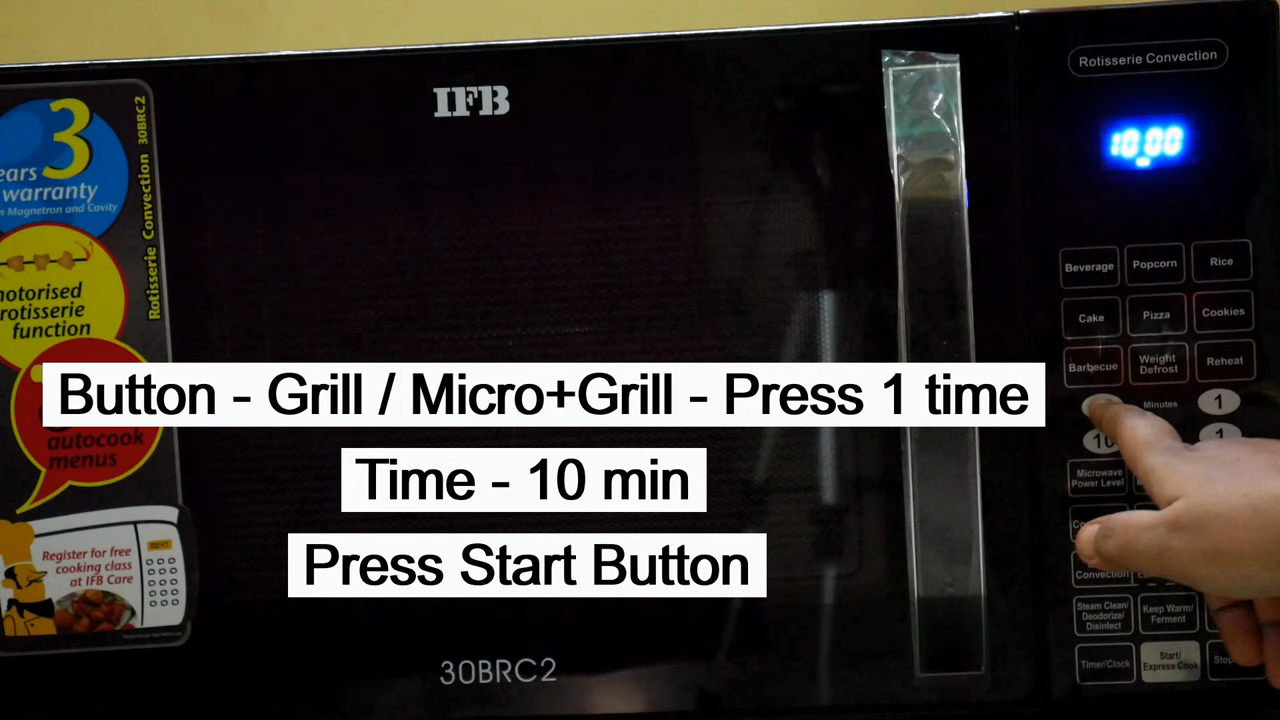 Rotisserie Convection
IFB
10:00
3
warranty
Magnetron and Cavity
Rotisserie Convection 30BRC2
rotisserie
function
autocook
menus
Register for free
cooking class
at IFB Care
Button - Grill / Micro+Grill - Press 1 time
Time - 10 min
Press Start Button
30BRC2
Beverage
Popcorn
Rice
Cake
Pizza
Cookies
Barbecue
Weight
Defrost
Reheat
Minutes
1
10
1
Microwave
Power Level
Convection
Steam Clean/
Deodorize/
Disinfect
Keep Warm/
Ferment
Timer/Clock
Start/
Express Cook
Stop